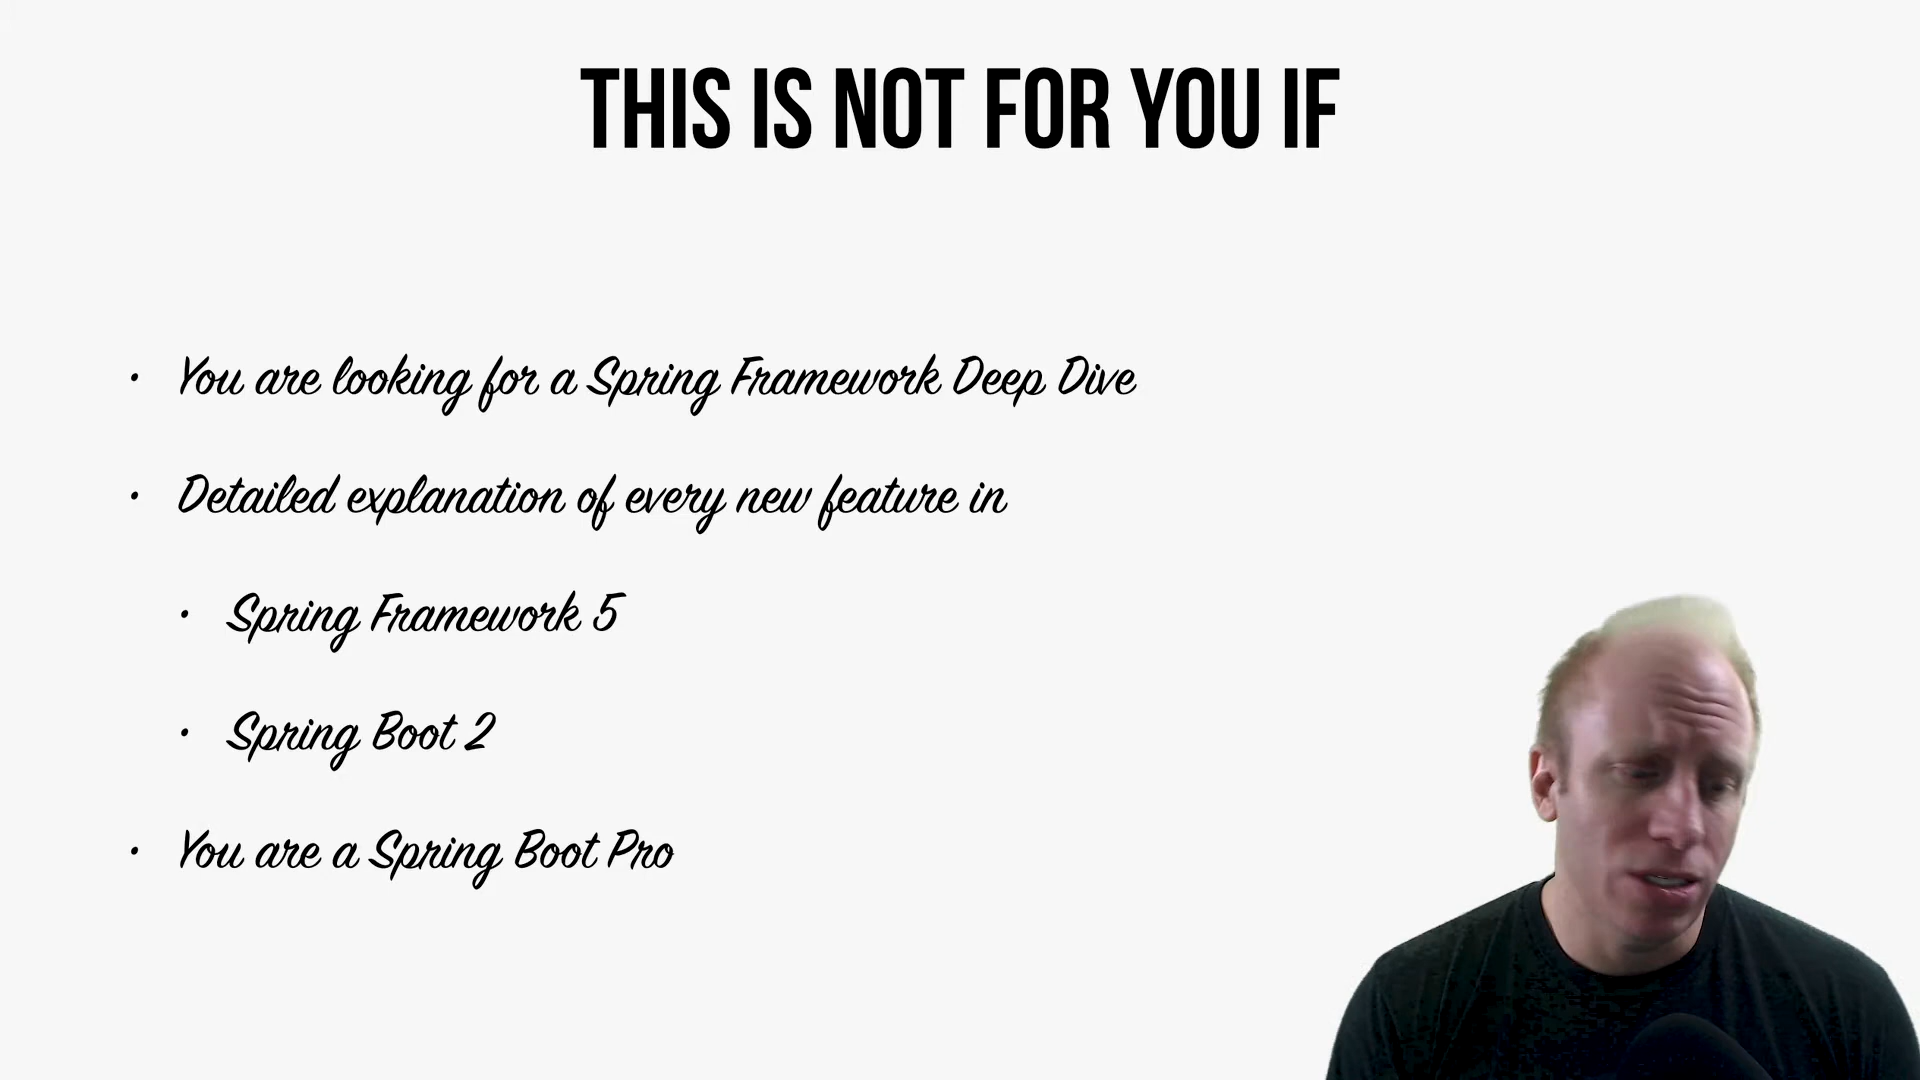 THIS IS NOT FOR YOU IF
• You are looking for a Spring Framework Deep Dive
• Detailed explanation of every new feature in
• Spring Framework 5
• Spring Boot 2
• You are a Spring Boot Pro